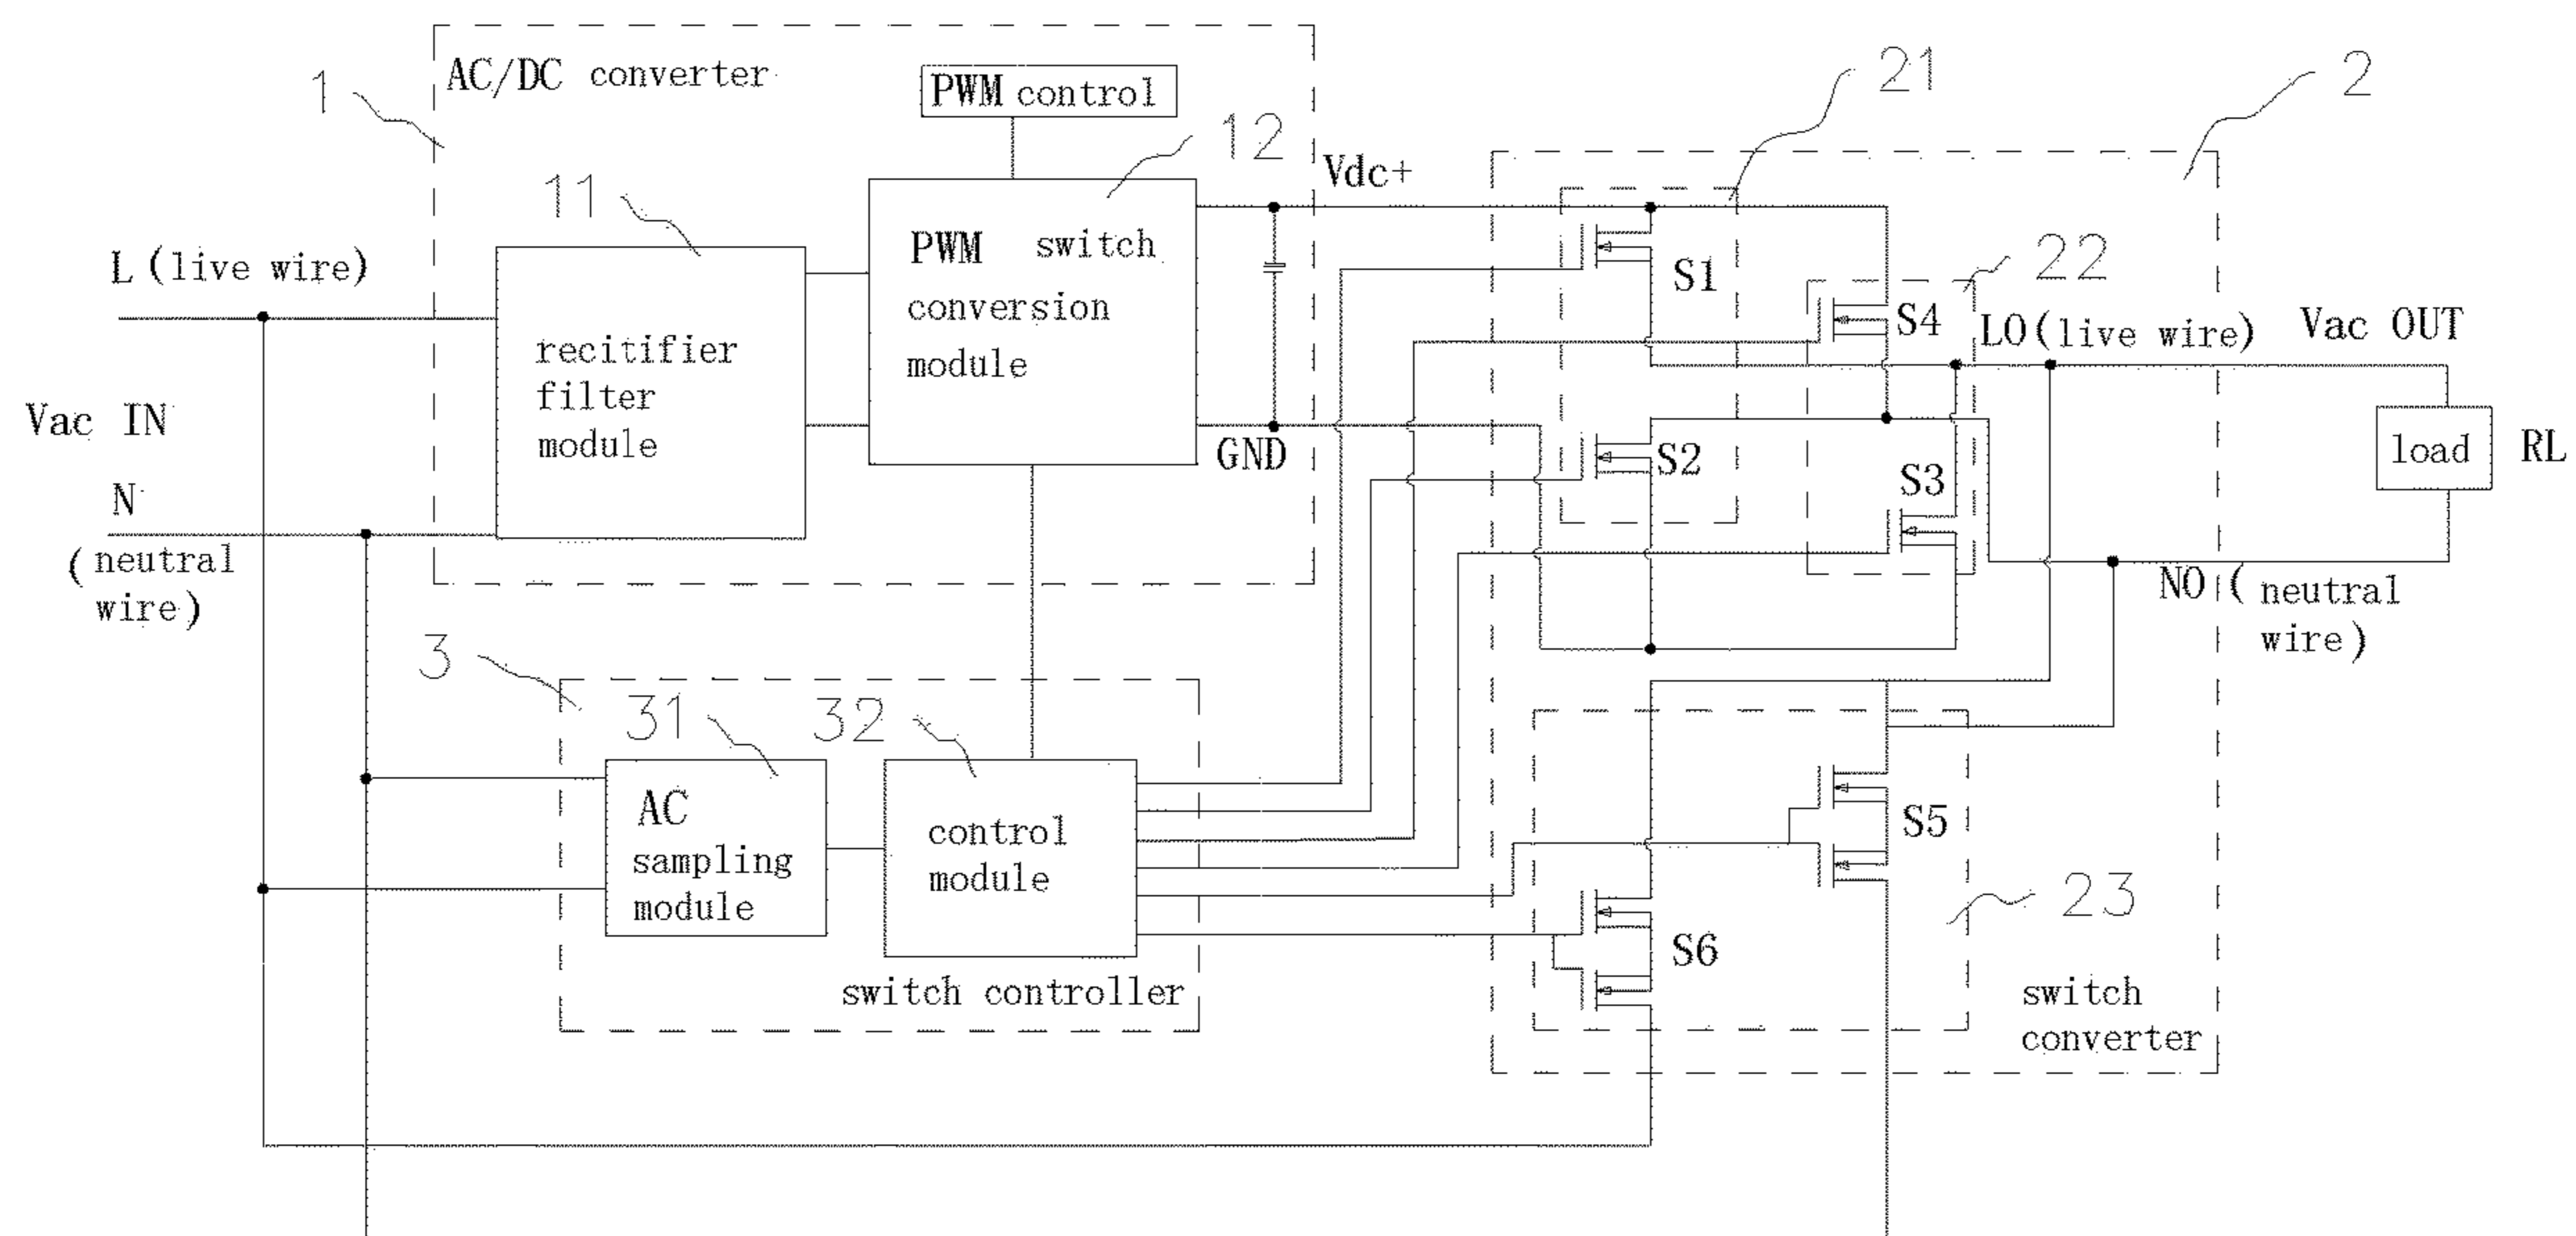 1
AC/DC converter
PWM control
12
11
21
2
Vdc+
L (live wire)
PWM switch
conversion
module
S1
22
S4
LO (live wire)
Vac OUT
recitifier
filter
module
Vac IN
GND
S2
S3
load
RL
N
(neutral
wire)
NO (neutral
wire)
3
31
32
AC
sampling
module
control
module
S5
23
S6
switch controller
switch
converter